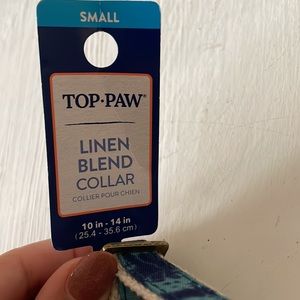 SMALL
TOP·PAW®
LINEN
BLEND
COLLAR
COLLIER POUR CHIEN
10 in - 14 in
(25.4 - 35.6 cm)